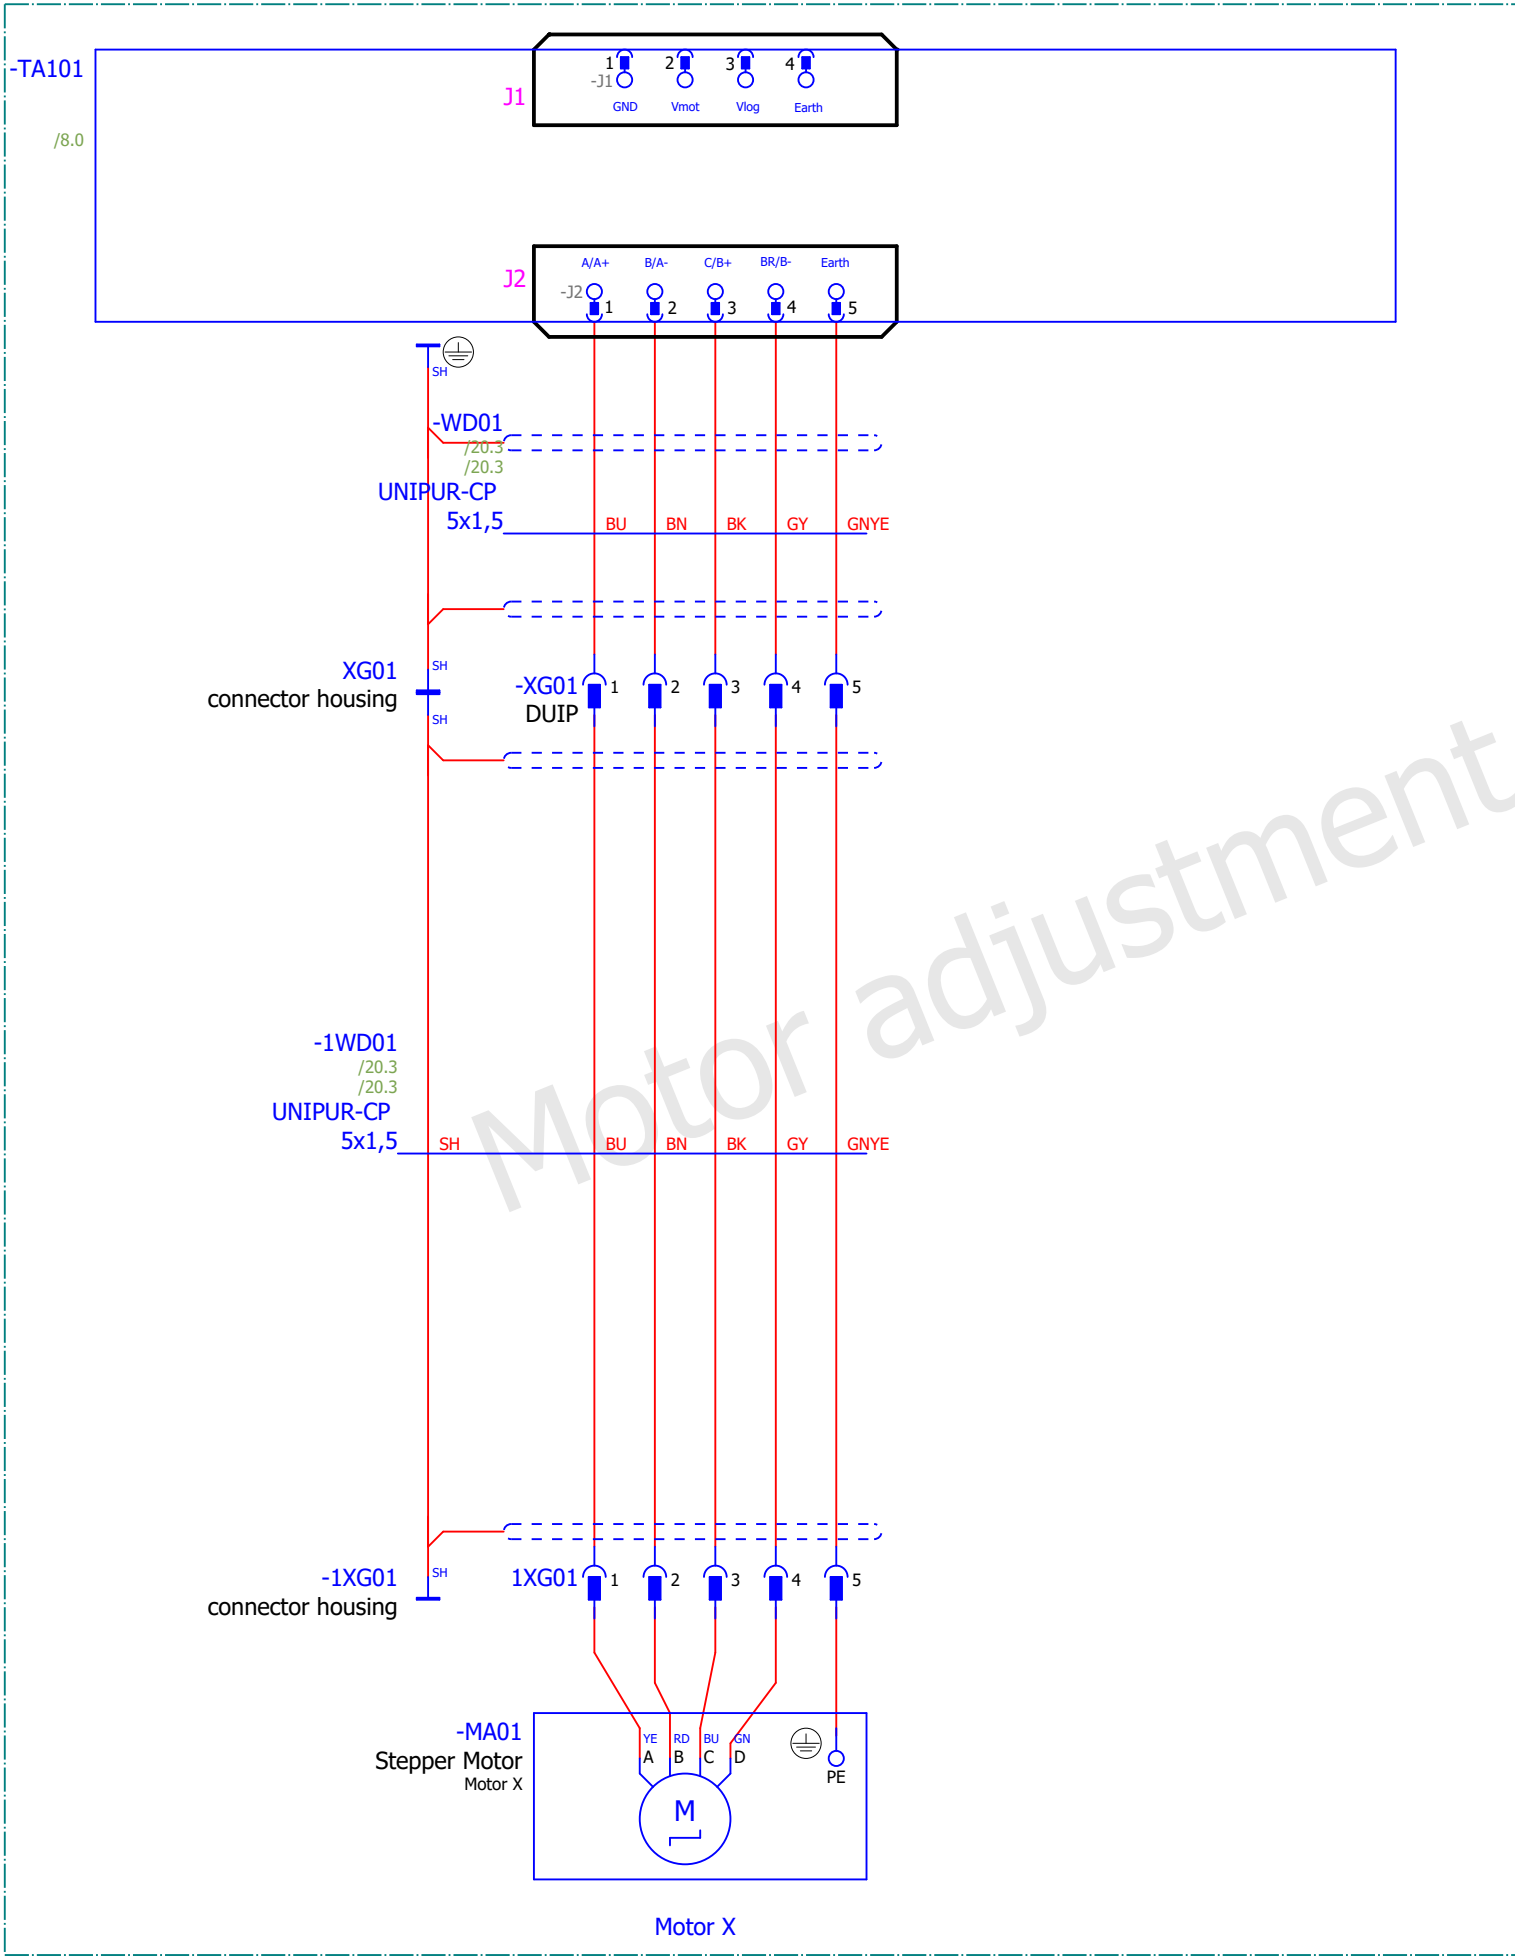 -TA101
/8.0
J1
1 2 3 4
-J1
GND Vmot Vlog Earth
J2
A/A+ B/A- C/B+ BR/B- Earth
-J2
1 2 3 4 5
SH
-WD01
/20.3
/20.3
UNIPUR-CP
5x1,5
BU BN BK GY GNYE
XG01
connector housing
SH
SH
-XG01
DUIP
1 2 3 4 5
Motor adjustment
-1WD01
/20.3
/20.3
UNIPUR-CP
5x1,5
SH BU BN BK GY GNYE
-1XG01
connector housing
SH
1XG01
1 2 3 4 5
-MA01
Stepper Motor
Motor X
YE RD BU GN
A B C D
PE
M
Motor X